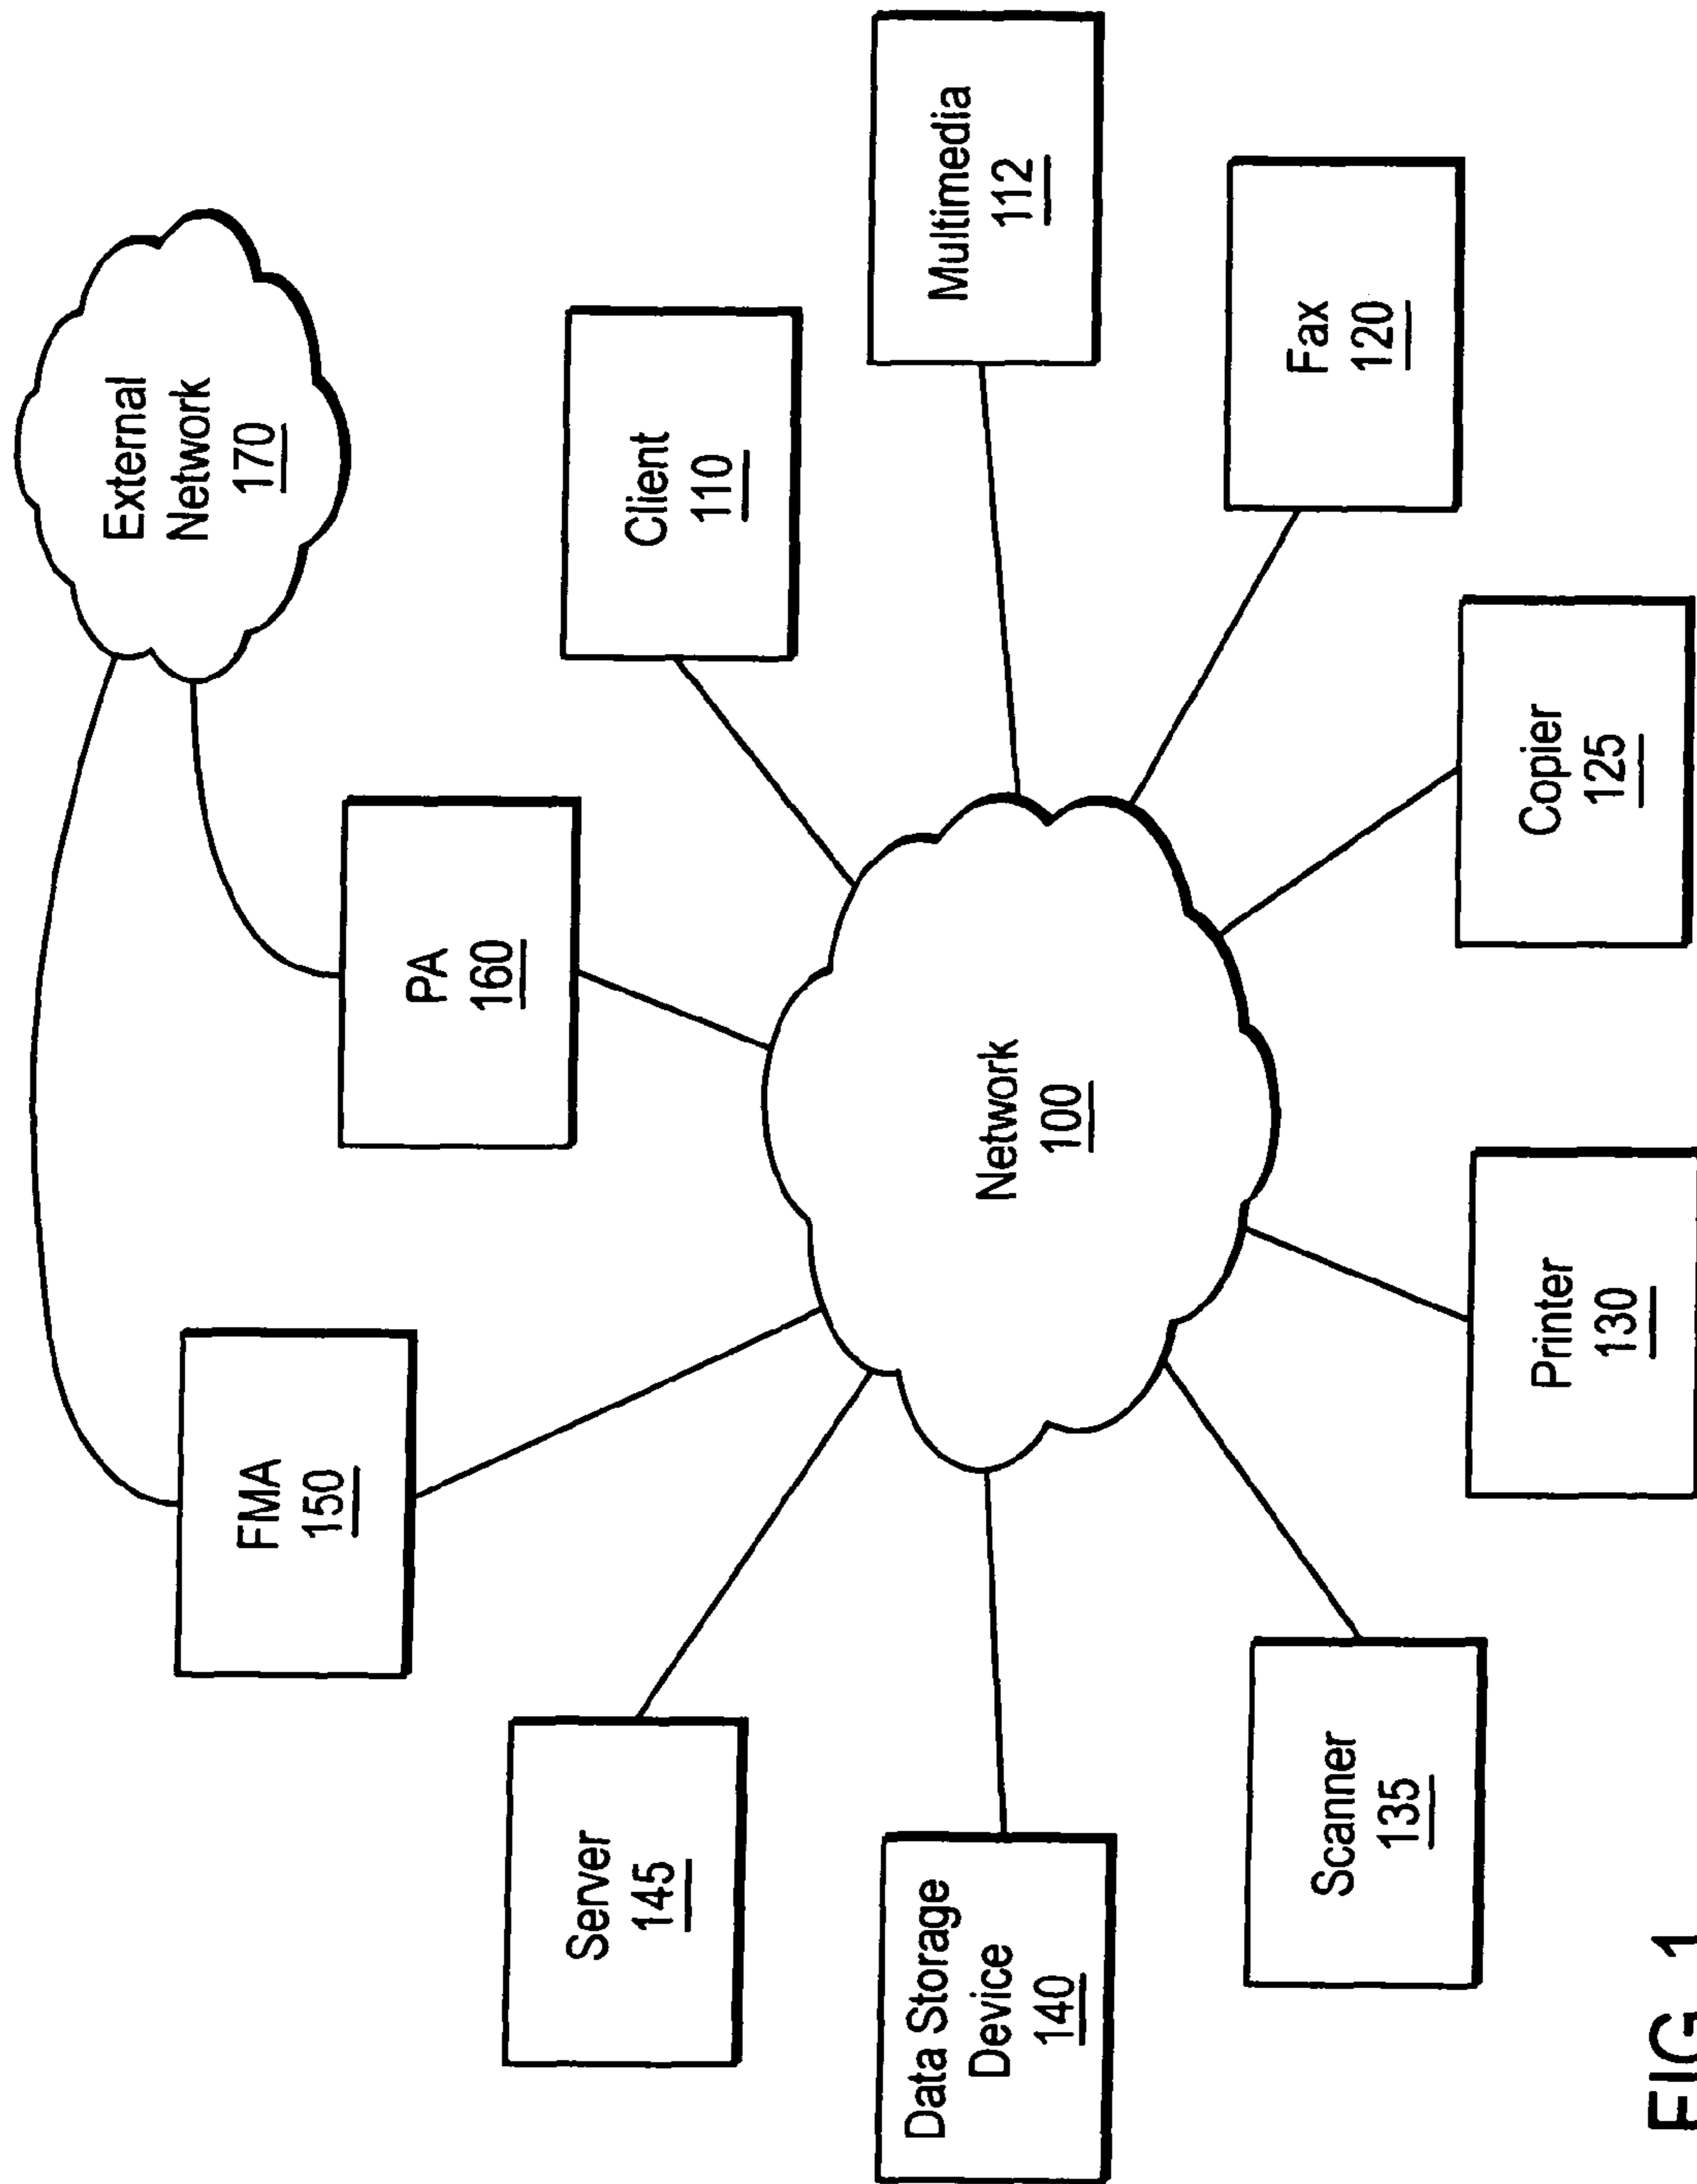 External
Network
170
FMA
150
PA
160
Server
145
Client
110
Data Storage
Device
140
Network
100
Multimedia
112
Scanner
135
Fax
120
Printer
130
Copier
125
FIG. 1